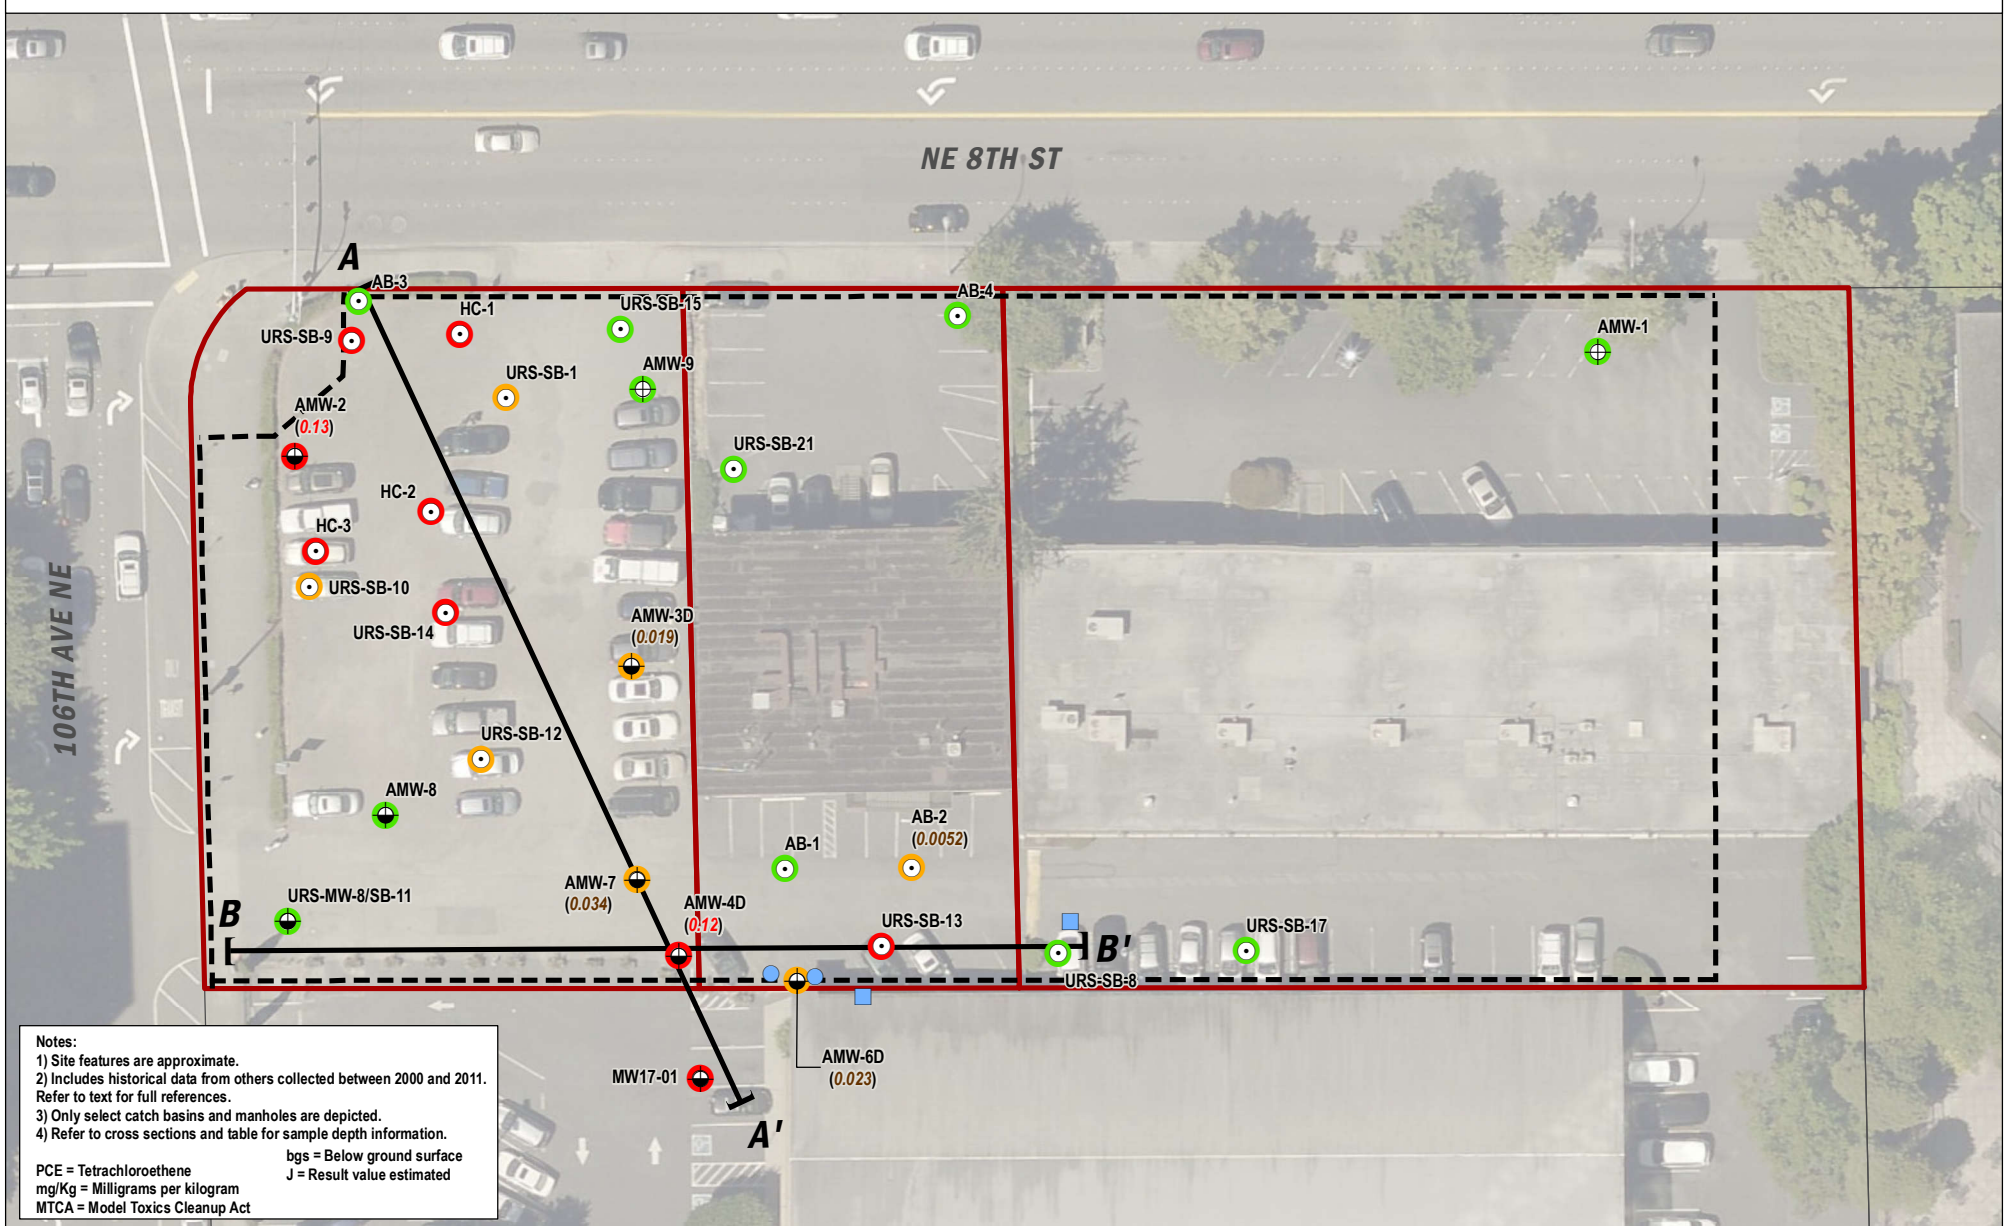 NE 8TH ST
A
AB-3
HC-1
URS-SB-15
AB-4
URS-SB-9
AMW-1
URS-SB-1
AMW-9
AMW-2
(0.13)
URS-SB-21
HC-2
HC-3
URS-SB-10
106TH AVE NE
AMW-3D
(0.019)
URS-SB-14
URS-SB-12
AMW-8
AB-2
(0.0052)
AB-1
AMW-7
(0.034)
URS-MW-8/SB-11
AMW-4D
(0.12)
B
URS-SB-13
URS-SB-17
B'
URS-SB-8
AMW-6D
(0.023)
MW17-01
A'
Notes:
1) Site features are approximate.
2) Includes historical data from others collected between 2000 and 2011.
Refer to text for full references.
3) Only select catch basins and manholes are depicted.
4) Refer to cross sections and table for sample depth information.
bgs = Below ground surface
J = Result value estimated
PCE = Tetrachloroethene
mg/Kg = Milligrams per kilogram
MTCA = Model Toxics Cleanup Act